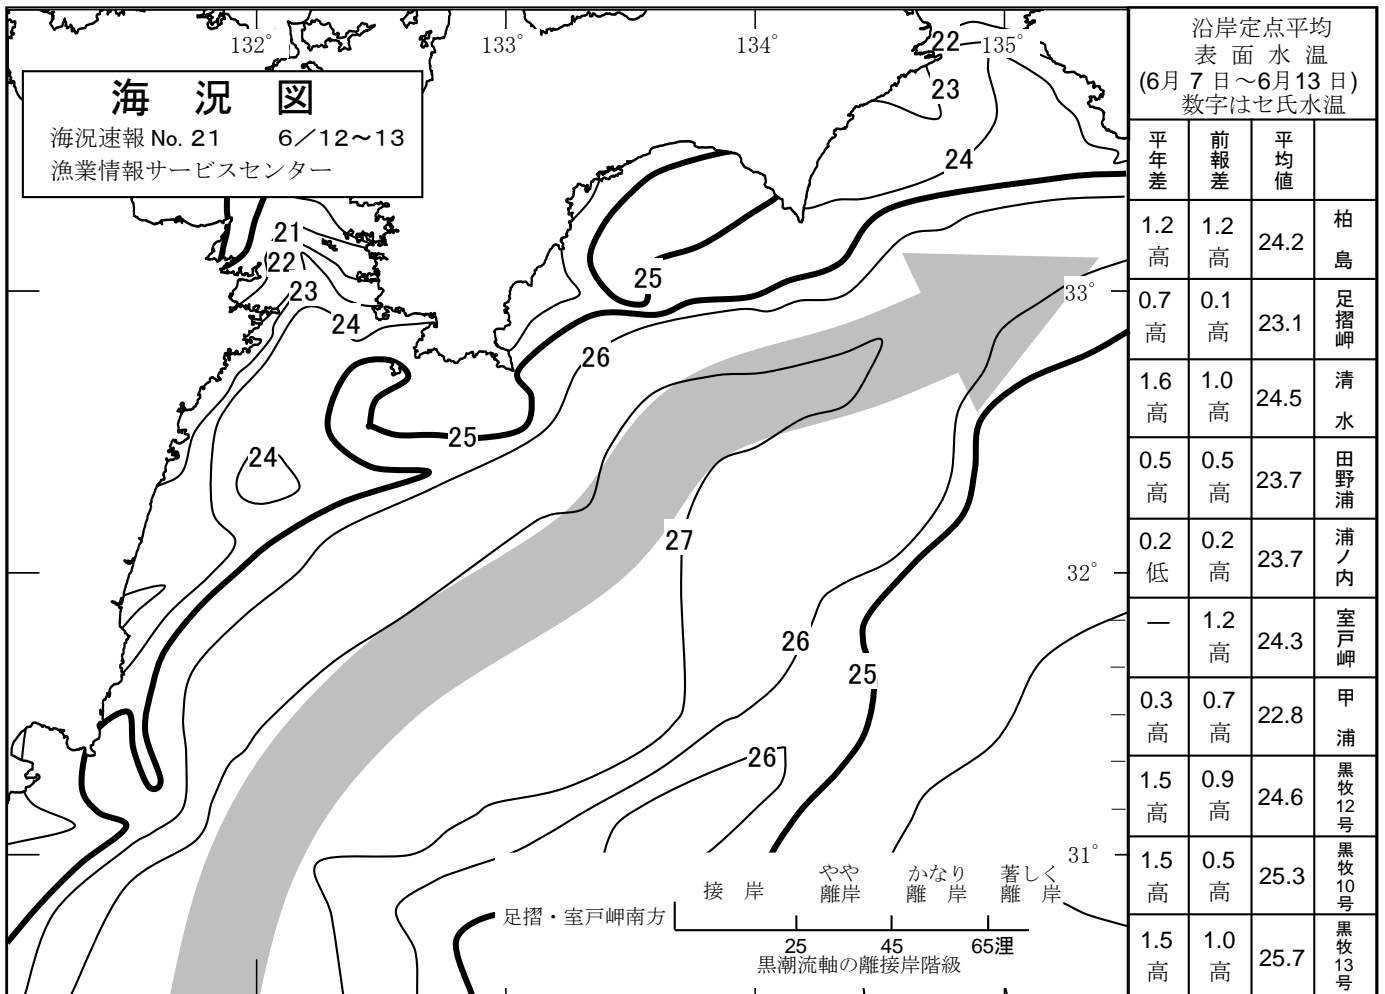 海況図
海況速報 No. 21 6／12～13
漁業情報サービスセンター
132°
133°
134°
135°
22
23
24
21
22
23
24
25
26
33°
25
24
27
32°
26
25
26
31°
接岸
やや離岸
かなり離岸
著しく離岸
足摺・室戸岬南方
25 45 65浬
黒潮流軸の離接岸階級
沿岸定点平均
表面水温
(6月 7 日～6月13 日)
数字はセ氏水温
平年差 前報差 平均値
1.2高 1.2高 24.2 柏島
0.7高 0.1高 23.1 足摺岬
1.6高 1.0高 24.5 清水
0.5高 0.5高 23.7 田野浦
0.2低 0.2高 23.7 浦ノ内
— 1.2高 24.3 室戸岬
0.3高 0.7高 22.8 甲浦
1.5高 0.9高 24.6 黒牧12号
1.5高 0.5高 25.3 黒牧10号
1.5高 1.0高 25.7 黒牧13号